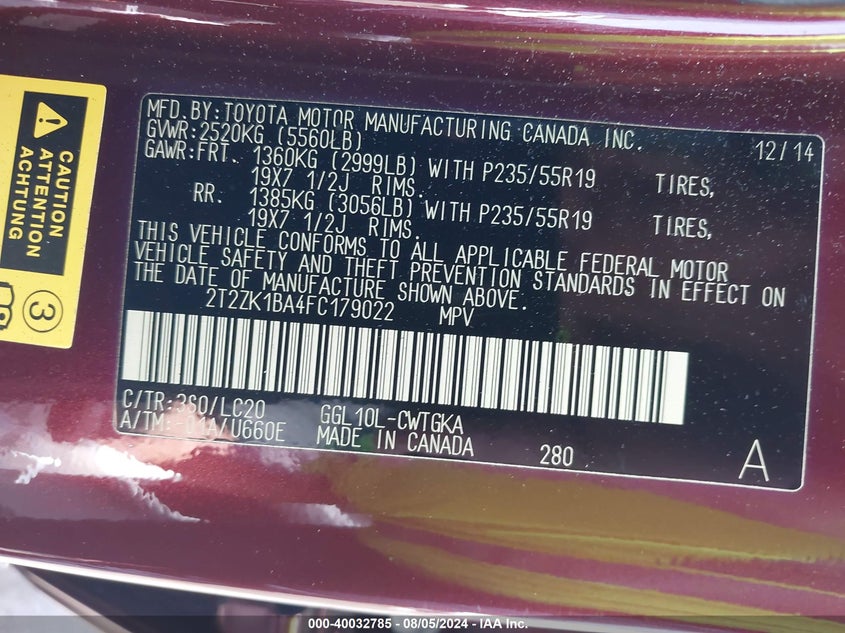 MFD. BY: TOYOTA MOTOR MANUFACTURING CANADA INC. 12/14
GVWR: 2520KG (5560LB)
GAWR: FRT. 1360KG (2999LB) WITH P235/55R19 TIRES,
19X7 1/2J RIMS.
RR. 1385KG (3056LB) WITH P235/55R19 TIRES,
19X7 1/2J RIMS.
THIS VEHICLE CONFORMS TO ALL APPLICABLE FEDERAL MOTOR
VEHICLE SAFETY AND THEFT PREVENTION STANDARDS IN EFFECT ON
THE DATE OF MANUFACTURE SHOWN ABOVE.
2T2ZK1BA4FC179022 MPV
C/TR: 3S0/LC20 GGL10L-CWTGKA
A/TM: -01A/U660E MADE IN CANADA 280 A
CAUTION
ATTENTION
ACHTUNG
3
000-40032785 - 08/05/2024 - IAA Inc.